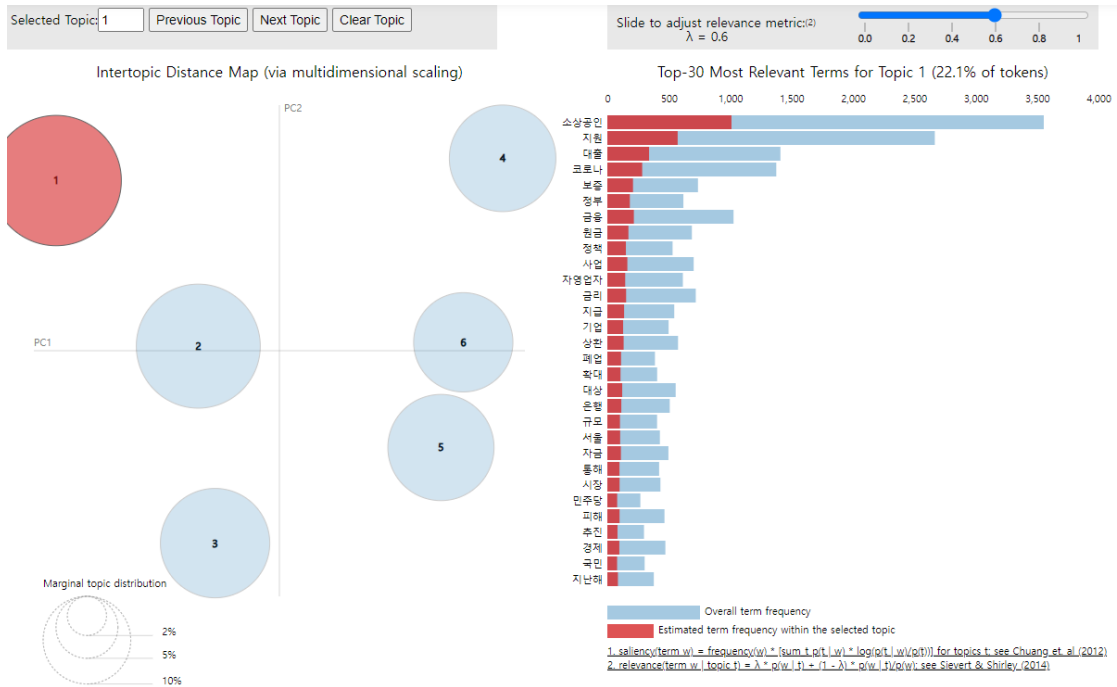 Selected Topic: 1 Previous Topic Next Topic Clear Topic
Slide to adjust relevance metric:(2)
λ = 0.6
0.0 0.2 0.4 0.6 0.8 1
Intertopic Distance Map (via multidimensional scaling)
PC2
PC1
1
2
3
4
5
6
Marginal topic distribution
2%
5%
10%
Top-30 Most Relevant Terms for Topic 1 (22.1% of tokens)
0 500 1,000 1,500 2,000 2,500 3,000 3,500 4,000
소상공인
지원
대출
코로나
보증
정부
금융
원금
정책
사업
자영업자
금리
지급
기업
상환
폐업
확대
대상
은행
규모
서울
자금
통해
시장
민주당
피해
추진
경제
국민
지난해
Overall term frequency
Estimated term frequency within the selected topic
1. saliency(term w) = frequency(w) * [sum_t p(t | w) * log(p(t | w)/p(t))] for topics t; see Chuang et. al (2012)
2. relevance(term w | topic t) = λ * p(w | t) + (1 - λ) * p(w | t)/p(w); see Sievert & Shirley (2014)